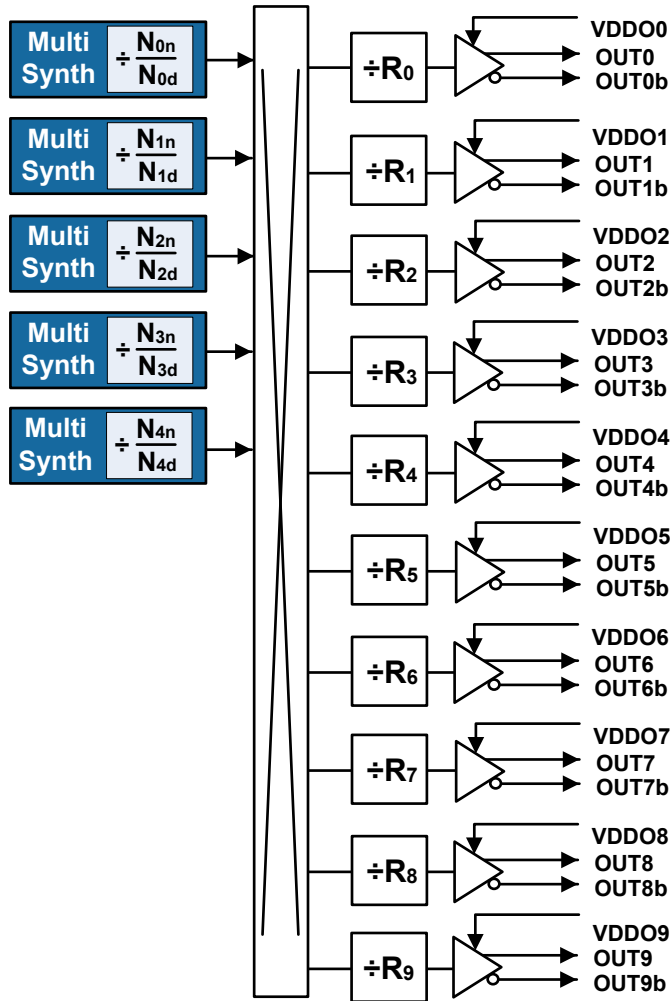 Multi Synth ÷ N0n/N0d
Multi Synth ÷ N1n/N1d
Multi Synth ÷ N2n/N2d
Multi Synth ÷ N3n/N3d
Multi Synth ÷ N4n/N4d
÷R0
VDDO0
OUT0
OUT0b
÷R1
VDDO1
OUT1
OUT1b
÷R2
VDDO2
OUT2
OUT2b
÷R3
VDDO3
OUT3
OUT3b
÷R4
VDDO4
OUT4
OUT4b
÷R5
VDDO5
OUT5
OUT5b
÷R6
VDDO6
OUT6
OUT6b
÷R7
VDDO7
OUT7
OUT7b
÷R8
VDDO8
OUT8
OUT8b
÷R9
VDDO9
OUT9
OUT9b